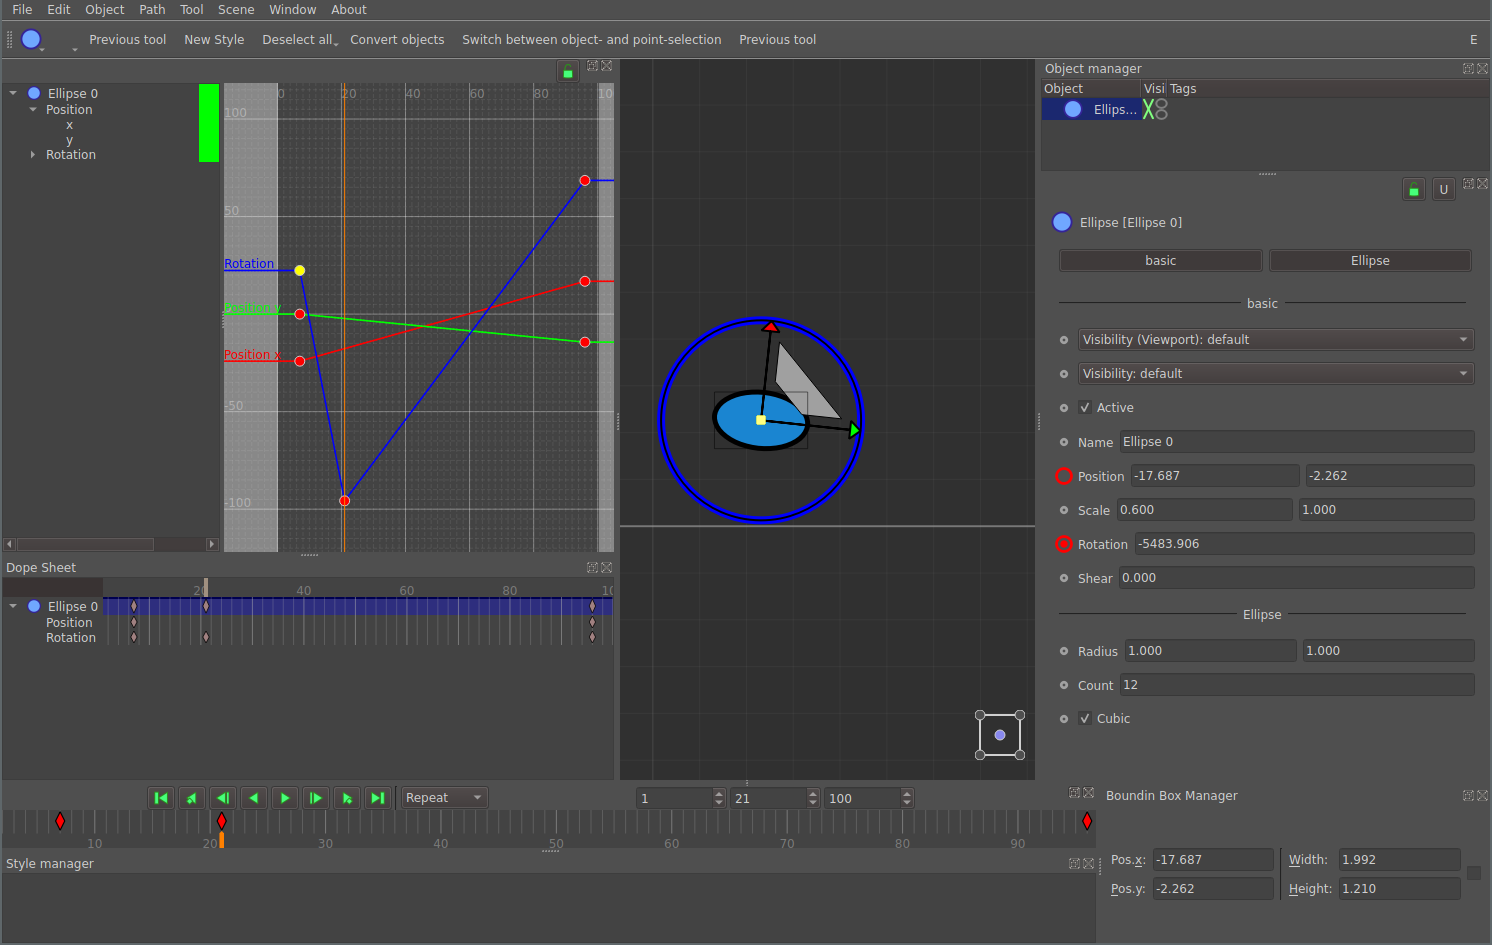 File Edit Object Path Tool Scene Window About
Previous tool New Style Deselect all Convert objects Switch between object- and point-selection Previous tool E
Ellipse 0
Position
x
y
Rotation
0 20 40 60 80 10
100
50
Rotation
Position y
Position x
-50
-100
Object manager
Object Visi Tags
Ellips...
U
Ellipse [Ellipse 0]
basic Ellipse
basic
Visibility (Viewport): default
Visibility: default
Active
Name Ellipse 0
Position -17.687 -2.262
Scale 0.600 1.000
Rotation -5483.906
Shear 0.000
Ellipse
Radius 1.000 1.000
Count 12
Cubic
Dope Sheet
20 40 60 80 10
Ellipse 0
Position
Rotation
Repeat 1 21 100
10 20 30 40 50 60 70 80 90
Style manager
Boundin Box Manager
Pos.x: -17.687 Width: 1.992
Pos.y: -2.262 Height: 1.210